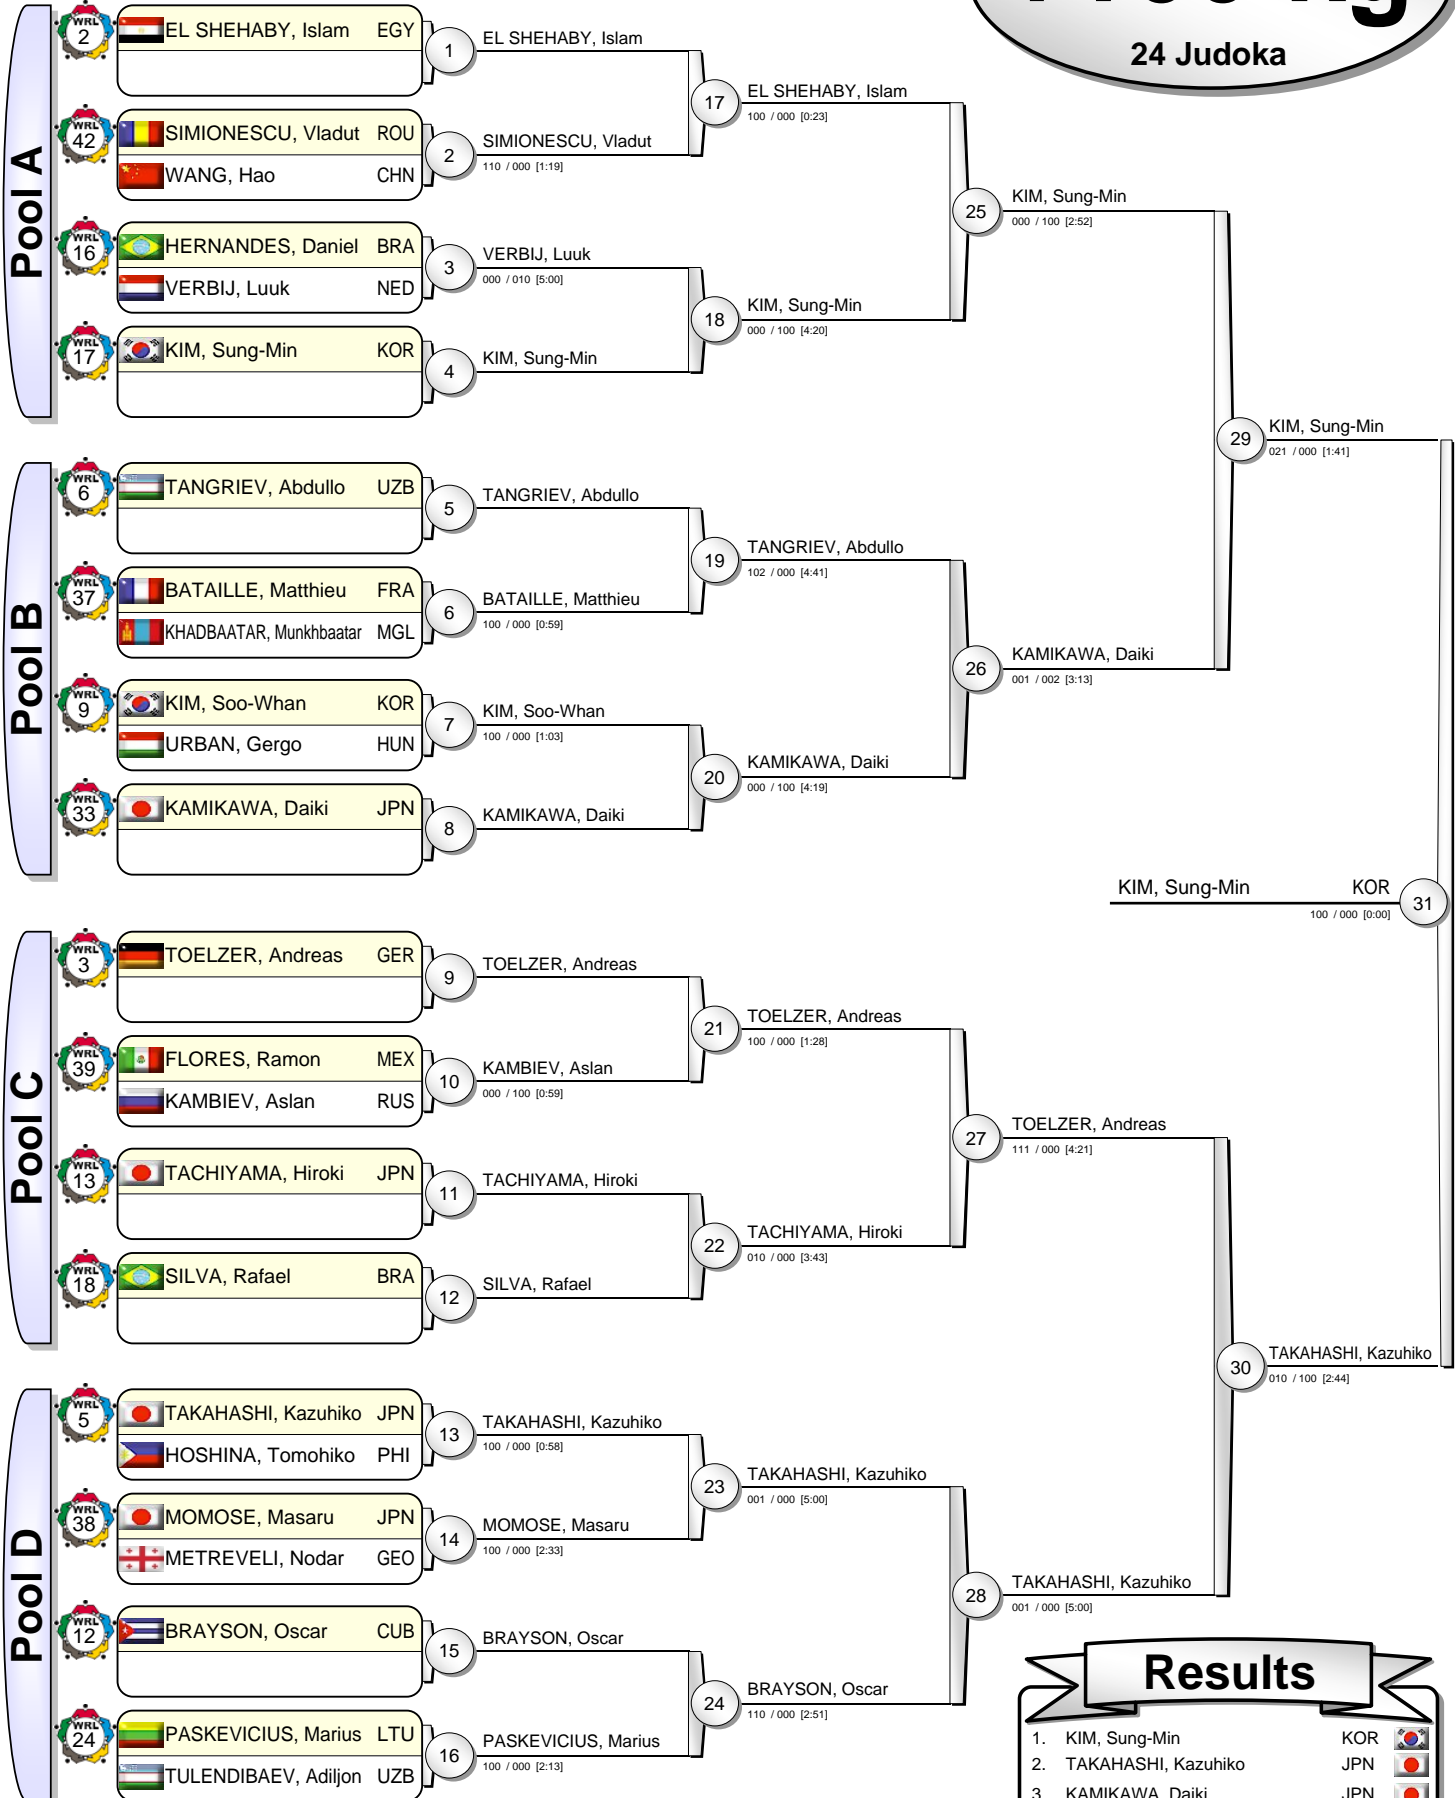 24 Judoka
Pool A
WRL 2
EL SHEHABY, Islam EGY
1
EL SHEHABY, Islam
WRL 42
SIMIONESCU, Vladut ROU
WANG, Hao CHN
2
SIMIONESCU, Vladut
110 / 000 [1:19]
17
EL SHEHABY, Islam
100 / 000 [0:23]
WRL 16
HERNANDES, Daniel BRA
VERBIJ, Luuk NED
3
VERBIJ, Luuk
000 / 010 [5:00]
WRL 17
KIM, Sung-Min KOR
4
KIM, Sung-Min
18
KIM, Sung-Min
000 / 100 [4:20]
25
KIM, Sung-Min
000 / 100 [2:52]
Pool B
WRL 6
TANGRIEV, Abdullo UZB
5
TANGRIEV, Abdullo
WRL 37
BATAILLE, Matthieu FRA
KHADBAATAR, Munkhbaatar MGL
6
BATAILLE, Matthieu
100 / 000 [0:59]
19
TANGRIEV, Abdullo
102 / 000 [4:41]
WRL 9
KIM, Soo-Whan KOR
URBAN, Gergo HUN
7
KIM, Soo-Whan
100 / 000 [1:03]
WRL 33
KAMIKAWA, Daiki JPN
8
KAMIKAWA, Daiki
20
KAMIKAWA, Daiki
000 / 100 [4:19]
26
KAMIKAWA, Daiki
001 / 002 [3:13]
29
KIM, Sung-Min
021 / 000 [1:41]
KIM, Sung-Min KOR
100 / 000 [0:00]
31
Pool C
WRL 3
TOELZER, Andreas GER
9
TOELZER, Andreas
WRL 39
FLORES, Ramon MEX
KAMBIEV, Aslan RUS
10
KAMBIEV, Aslan
000 / 100 [0:59]
21
TOELZER, Andreas
100 / 000 [1:28]
WRL 13
TACHIYAMA, Hiroki JPN
11
TACHIYAMA, Hiroki
WRL 18
SILVA, Rafael BRA
12
SILVA, Rafael
22
TACHIYAMA, Hiroki
010 / 000 [3:43]
27
TOELZER, Andreas
111 / 000 [4:21]
Pool D
WRL 5
TAKAHASHI, Kazuhiko JPN
HOSHINA, Tomohiko PHI
13
TAKAHASHI, Kazuhiko
100 / 000 [0:58]
WRL 38
MOMOSE, Masaru JPN
METREVELI, Nodar GEO
14
MOMOSE, Masaru
100 / 000 [2:33]
23
TAKAHASHI, Kazuhiko
001 / 000 [5:00]
WRL 12
BRAYSON, Oscar CUB
15
BRAYSON, Oscar
WRL 24
PASKEVICIUS, Marius LTU
TULENDIBAEV, Adiljon UZB
16
PASKEVICIUS, Marius
100 / 000 [2:13]
24
BRAYSON, Oscar
110 / 000 [2:51]
28
TAKAHASHI, Kazuhiko
001 / 000 [5:00]
30
TAKAHASHI, Kazuhiko
010 / 100 [2:44]
Results
1. KIM, Sung-Min KOR
2. TAKAHASHI, Kazuhiko JPN
3. KAMIKAWA, Daiki JPN